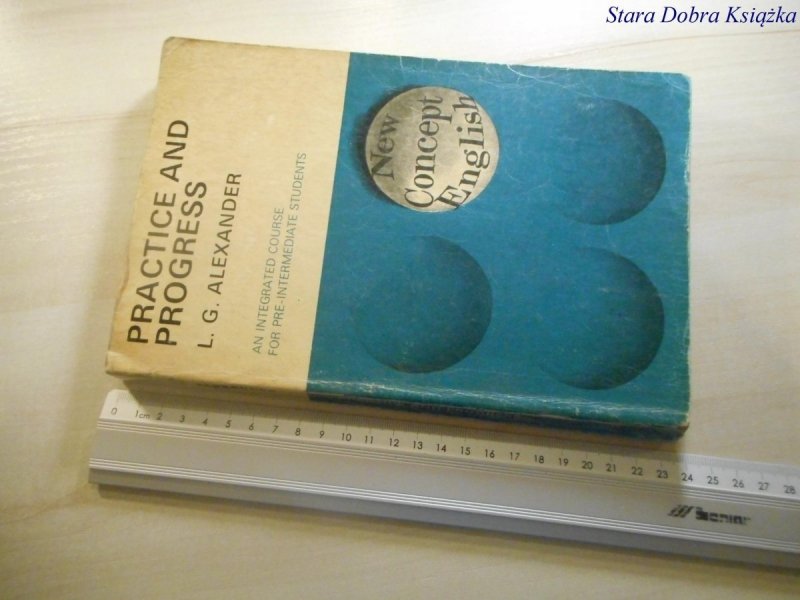 Stara Dobra Książka
PRACTICE AND
PROGRESS
L. G. ALEXANDER
AN INTEGRATED COURSE
FOR PRE-INTERMEDIATE STUDENTS
New
Concept
English
0 1cm 2 3 4 5 6 7 8 9 10 11 12 13 14 15 16 17 18 19 20 21 22 23 24 25 26 27 28